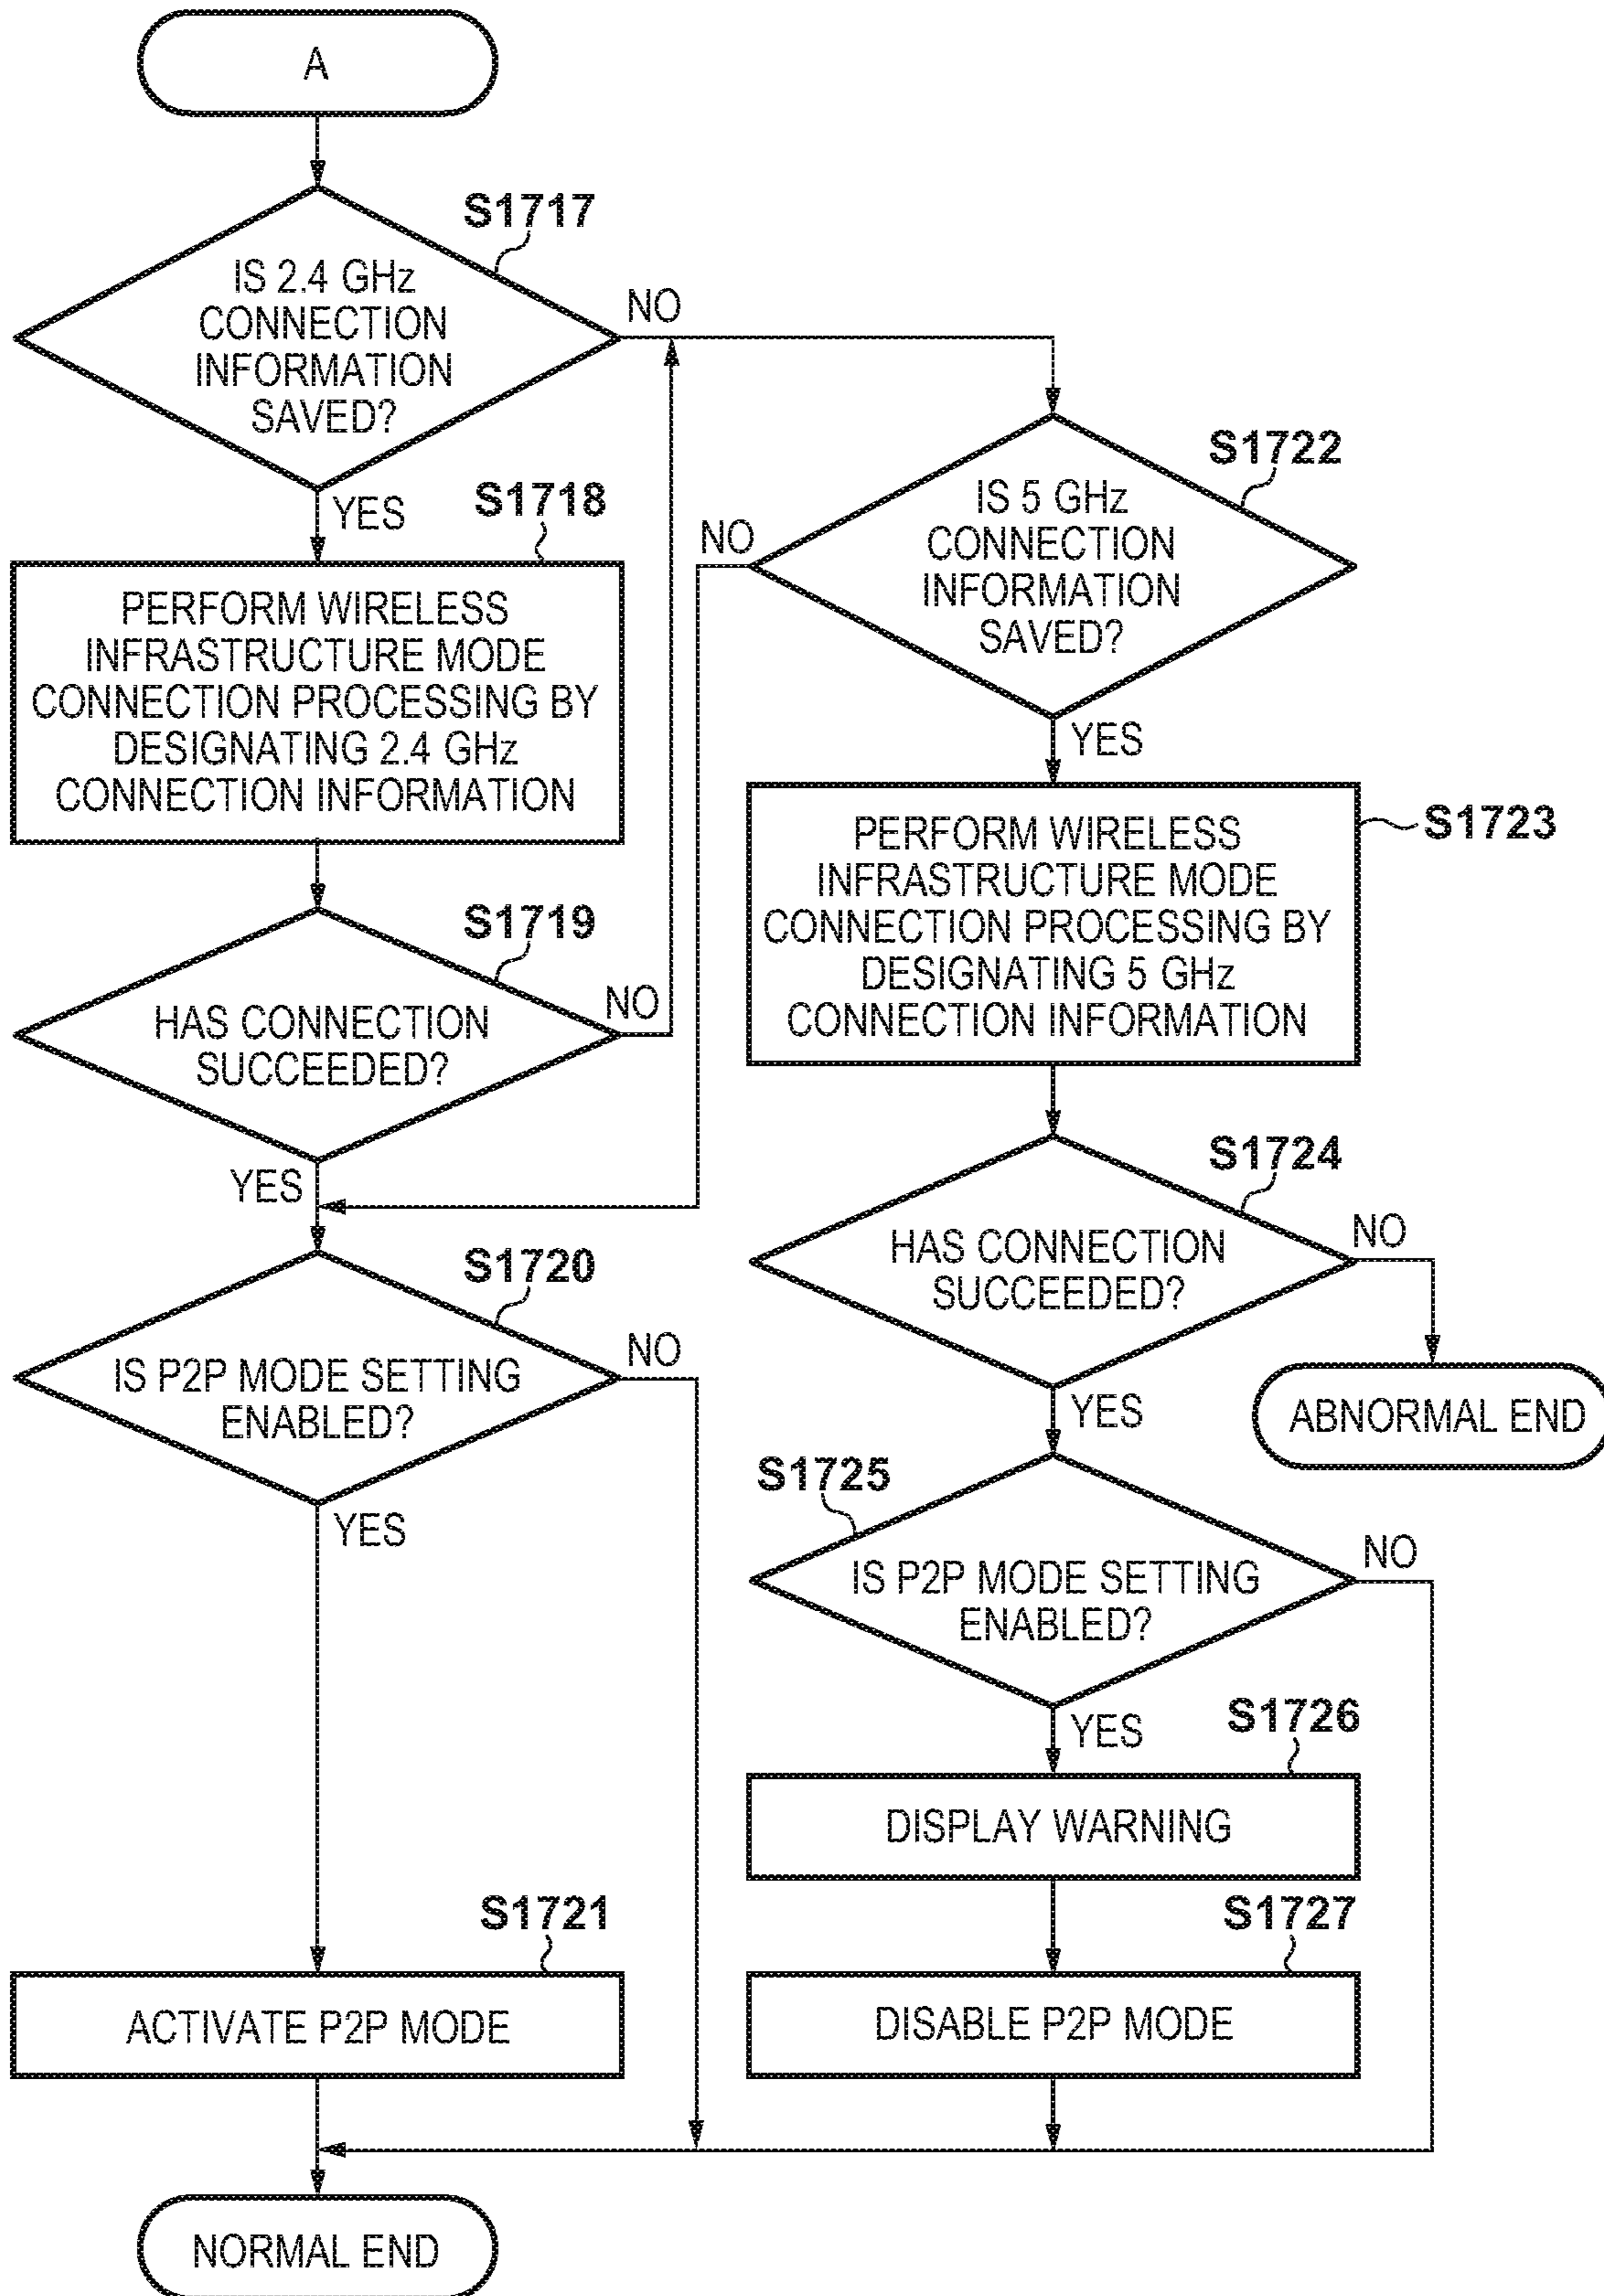 A
S1717
IS 2.4 GHz
CONNECTION
INFORMATION
SAVED?
NO
YES
S1718
PERFORM WIRELESS
INFRASTRUCTURE MODE
CONNECTION PROCESSING BY
DESIGNATING 2.4 GHz
CONNECTION INFORMATION
S1719
HAS CONNECTION
SUCCEEDED?
NO
YES
S1720
IS P2P MODE SETTING
ENABLED?
NO
YES
S1721
ACTIVATE P2P MODE
NORMAL END
S1722
IS 5 GHz
CONNECTION
INFORMATION
SAVED?
NO
YES
S1723
PERFORM WIRELESS
INFRASTRUCTURE MODE
CONNECTION PROCESSING BY
DESIGNATING 5 GHz
CONNECTION INFORMATION
S1724
HAS CONNECTION
SUCCEEDED?
NO
ABNORMAL END
YES
S1725
IS P2P MODE SETTING
ENABLED?
NO
YES
S1726
DISPLAY WARNING
S1727
DISABLE P2P MODE